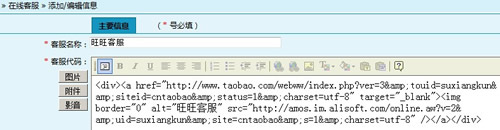 » 在线客服 » 添加/编辑信息
主要信息 （ * 号必填）
* 客服名称： 旺旺客服
* 客服代码：
图片
附件
影音
<div><a href="http://www.taobao.com/webww/index.php?ver=3&amp;touid=suxiangkun&
amp;siteid=cntaobao&amp;status=1&amp;charset=utf-8" target="_blank"><img
border="0" alt="旺旺客服" src="http://amos.im.alisoft.com/online.aw?v=2&
amp;uid=suxiangkun&amp;site=cntaobao&amp;s=1&amp;charset=utf-8" /></a></div>